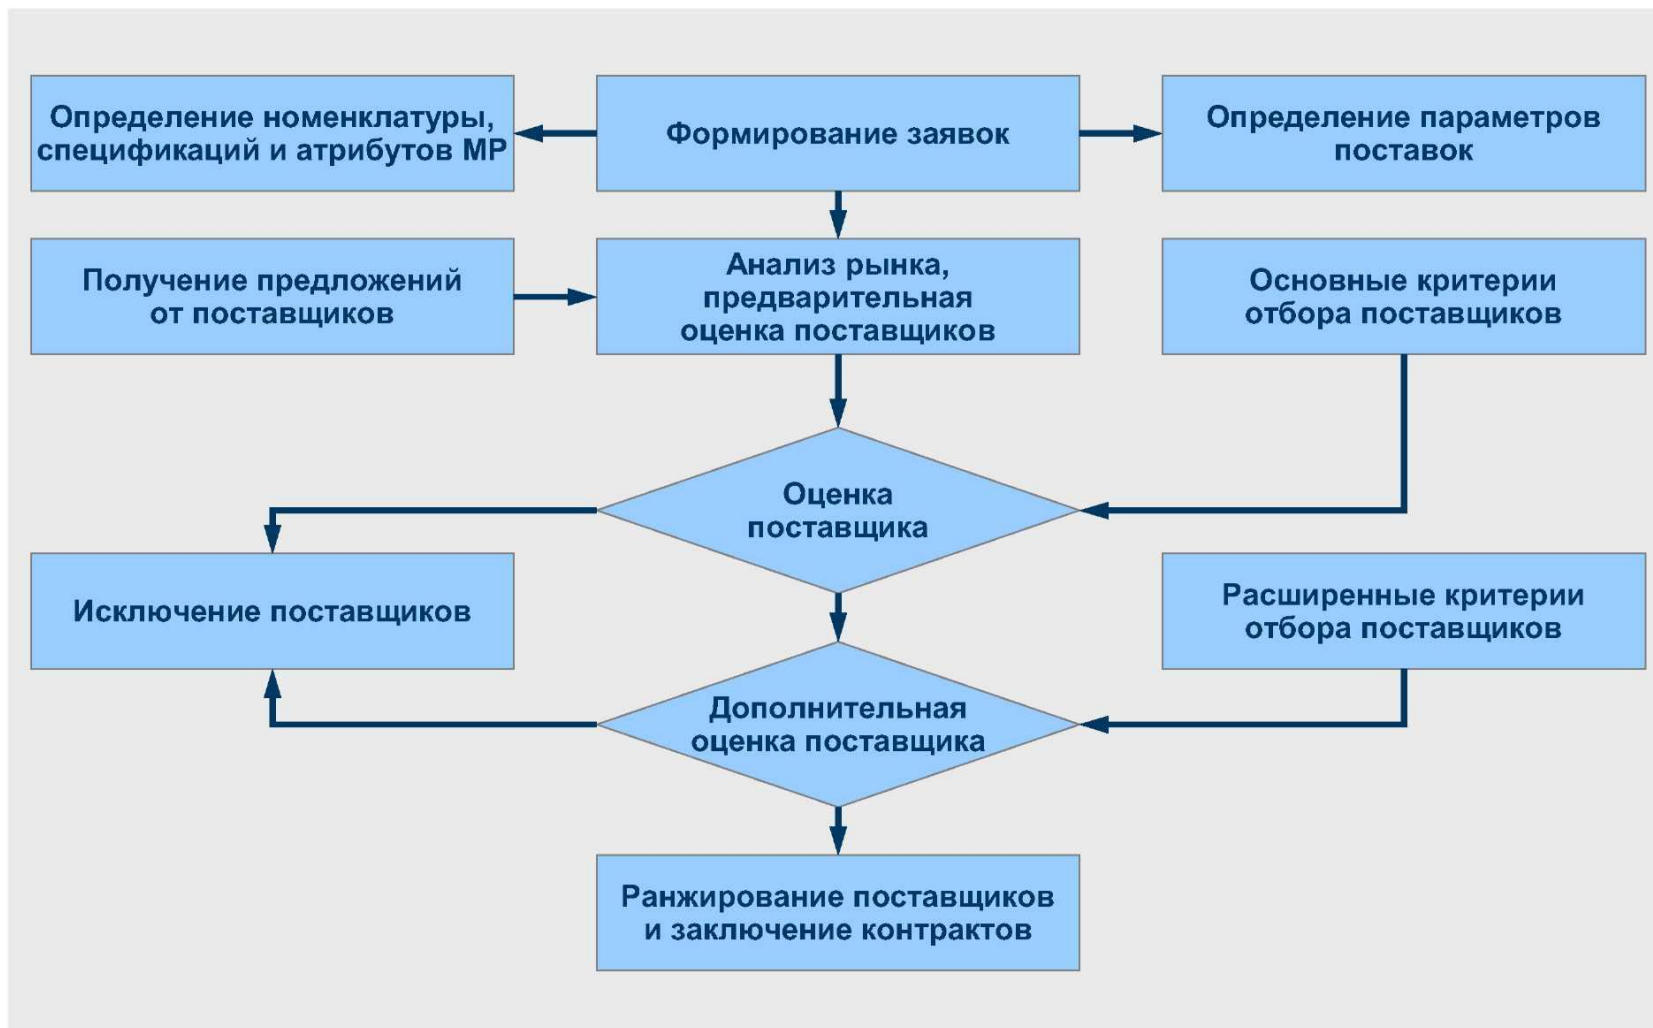 Определение номенклатуры,
спецификаций и атрибутов МР
Формирование заявок
Определение параметров
поставок
Получение предложений
от поставщиков
Анализ рынка,
предварительная
оценка поставщиков
Основные критерии
отбора поставщиков
Оценка
поставщика
Исключение поставщиков
Расширенные критерии
отбора поставщиков
Дополнительная
оценка поставщика
Ранжирование поставщиков
и заключение контрактов